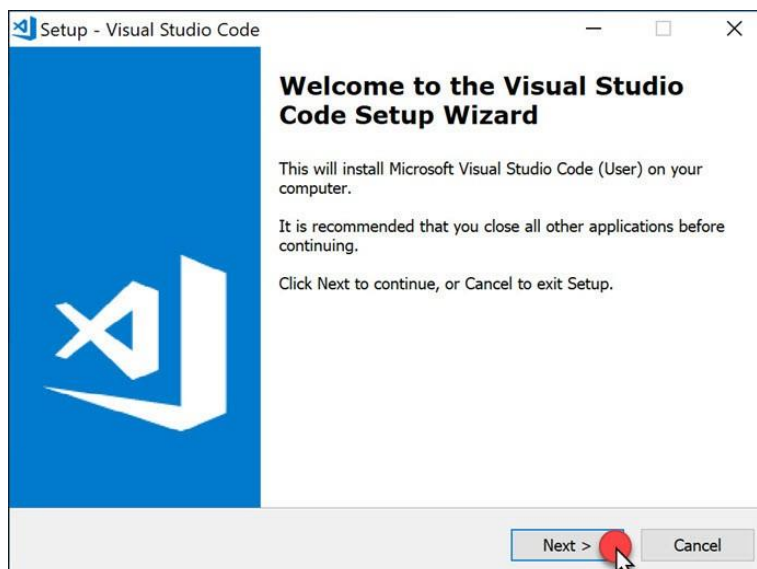 Setup - Visual Studio Code
Welcome to the Visual Studio
Code Setup Wizard
This will install Microsoft Visual Studio Code (User) on your
computer.
It is recommended that you close all other applications before
continuing.
Click Next to continue, or Cancel to exit Setup.
Next >
Cancel